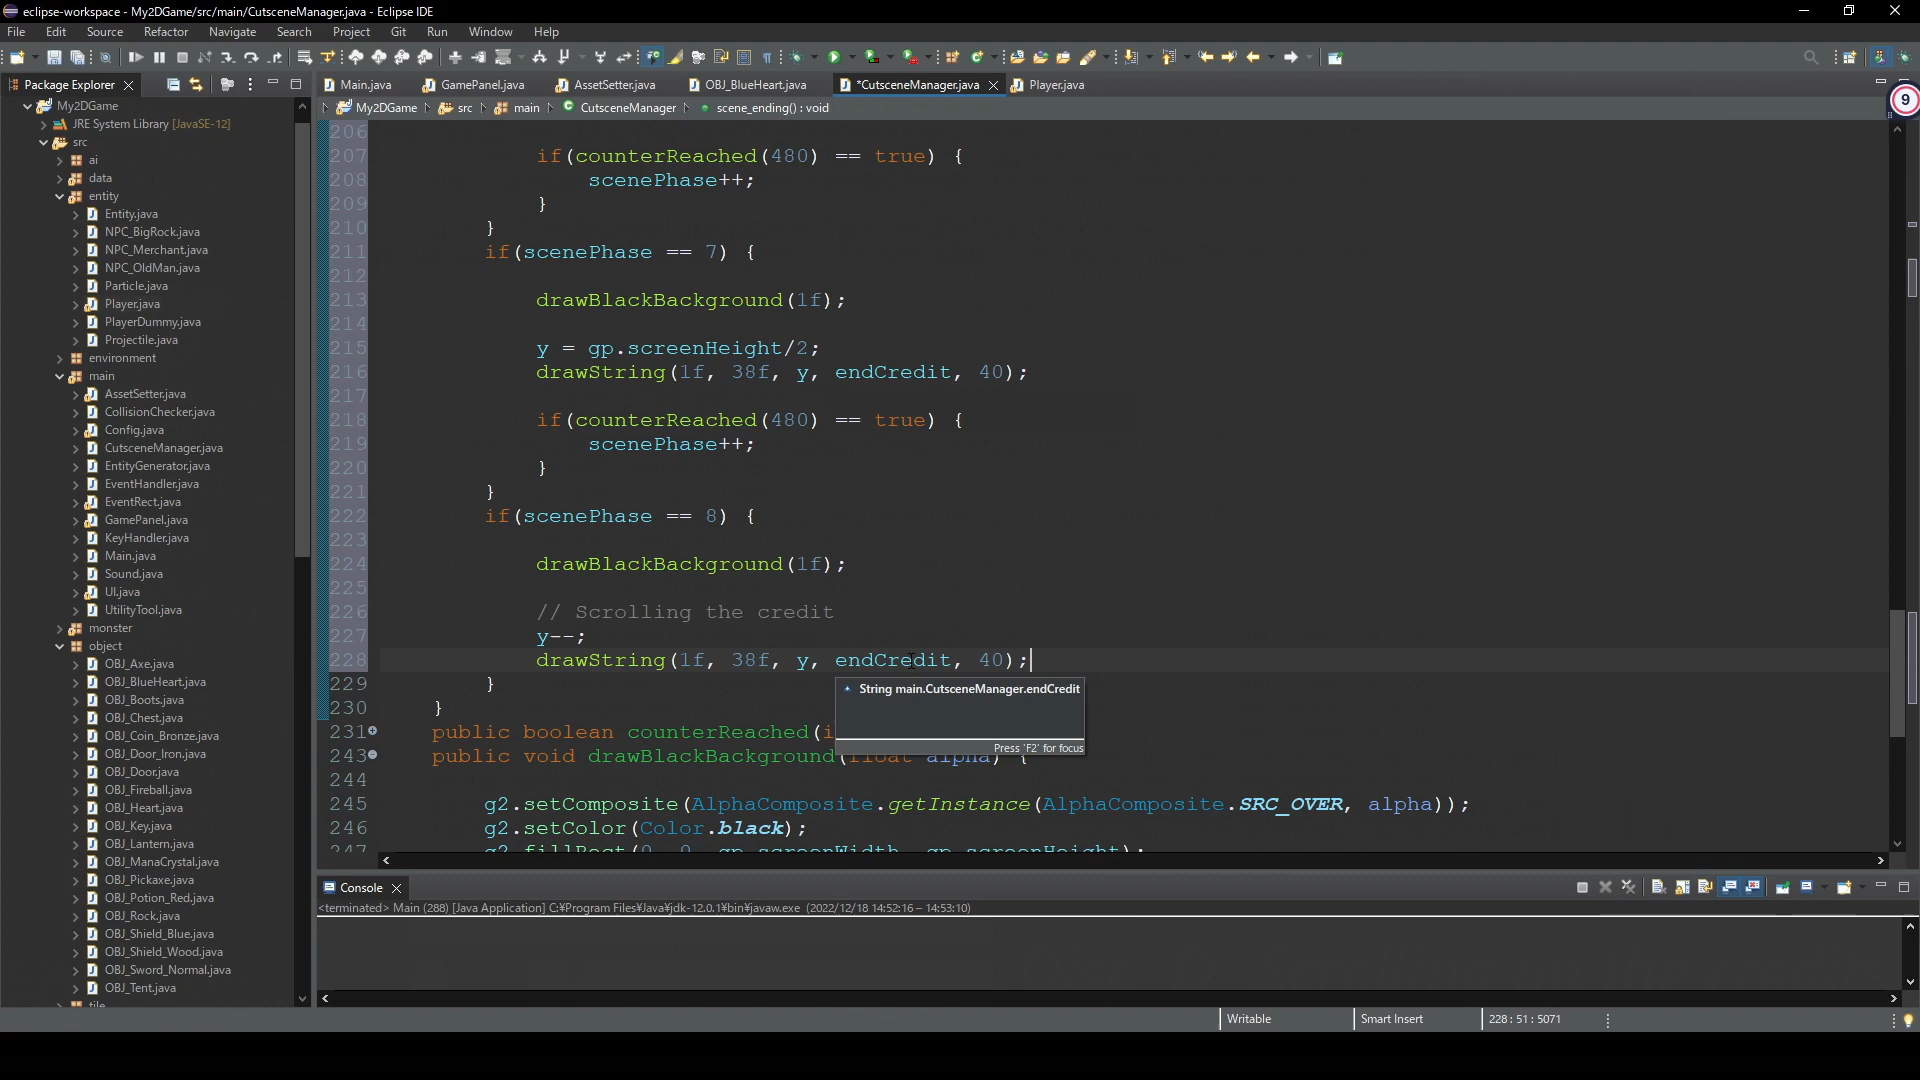 eclipse-workspace - My2DGame/src/main/CutsceneManager.java - Eclipse IDE
File Edit Source Refactor Navigate Search Project Git Run Window Help
Package Explorer
Main.java GamePanel.java AssetSetter.java OBJ_BlueHeart.java *CutsceneManager.java Player.java
My2DGame src main CutsceneManager scene_ending() : void
9
My2DGame
JRE System Library [JavaSE-12]
src
ai
data
entity
Entity.java
NPC_BigRock.java
NPC_Merchant.java
NPC_OldMan.java
Particle.java
Player.java
PlayerDummy.java
Projectile.java
environment
main
AssetSetter.java
CollisionChecker.java
Config.java
CutsceneManager.java
EntityGenerator.java
EventHandler.java
EventRect.java
GamePanel.java
KeyHandler.java
Main.java
Sound.java
UI.java
UtilityTool.java
monster
object
OBJ_Axe.java
OBJ_BlueHeart.java
OBJ_Boots.java
OBJ_Chest.java
OBJ_Coin_Bronze.java
OBJ_Door_Iron.java
OBJ_Door.java
OBJ_Fireball.java
OBJ_Heart.java
OBJ_Key.java
OBJ_Lantern.java
OBJ_ManaCrystal.java
OBJ_Pickaxe.java
OBJ_Potion_Red.java
OBJ_Rock.java
OBJ_Shield_Blue.java
OBJ_Shield_Wood.java
OBJ_Sword_Normal.java
OBJ_Tent.java
tile
206
207 if(counterReached(480) == true) {
208 scenePhase++;
209 }
210 }
211 if(scenePhase == 7) {
212
213 drawBlackBackground(1f);
214
215 y = gp.screenHeight/2;
216 drawString(1f, 38f, y, endCredit, 40);
217
218 if(counterReached(480) == true) {
219 scenePhase++;
220 }
221 }
222 if(scenePhase == 8) {
223
224 drawBlackBackground(1f);
225
226 // Scrolling the credit
227 y--;
228 drawString(1f, 38f, y, endCredit, 40);
229 }
230 }
231 public boolean counterReached(i
243 public void drawBlackBackground(float alpha) {
244
245 g2.setComposite(AlphaComposite.getInstance(AlphaComposite.SRC_OVER, alpha));
246 g2.setColor(Color.black);
247 g2.fillRect(0, 0, gp.screenWidth, gp.screenHeight);
String main.CutsceneManager.endCredit
Press 'F2' for focus
Console
<terminated> Main (288) [Java Application] C:¥Program Files¥Java¥jdk-12.0.1¥bin¥javaw.exe (2022/12/18 14:52:16 – 14:53:10)
Writable Smart Insert 228 : 51 : 5071